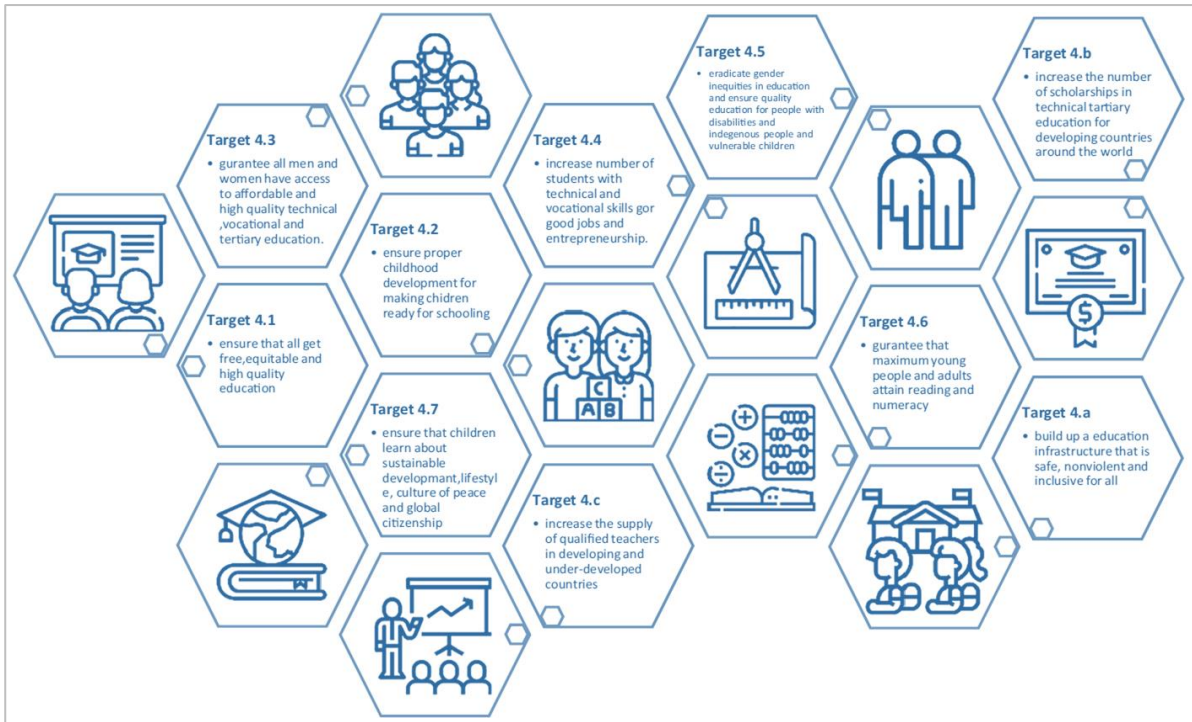 Target 4.3
• gurantee all men and
women have access
to affordable and
high quality technical
,vocational and
tertiary education.
Target 4.1
• ensure that all get
free,equitable and
high quality
education
Target 4.2
• ensure proper
childhood
development for
making chidren
ready for schooling
Target 4.7
• ensure that children
learn about
sustainable
developmant,lifestyl
e, culture of peace
and global
citizenship
Target 4.4
• increase number of
students with
technical and
vocational skills gor
good jobs and
entrepreneurship.
C
A B
Target 4.c
• increase the supply
of qualified teachers
in developing and
under-developed
countries
Target 4.5
• eradicate gender
inequities in education
and ensure quality
education for people with
disabilities and
indegenous people and
vulnerable children
Target 4.6
• gurantee that
maximum young
people and adults
attain reading and
numeracy
Target 4.b
• increase the number
of scholarships in
technical tartiary
education for
developing countries
around the world
$
Target 4.a
• build up a education
infrastructure that is
safe, nonviolent and
inclusive for all